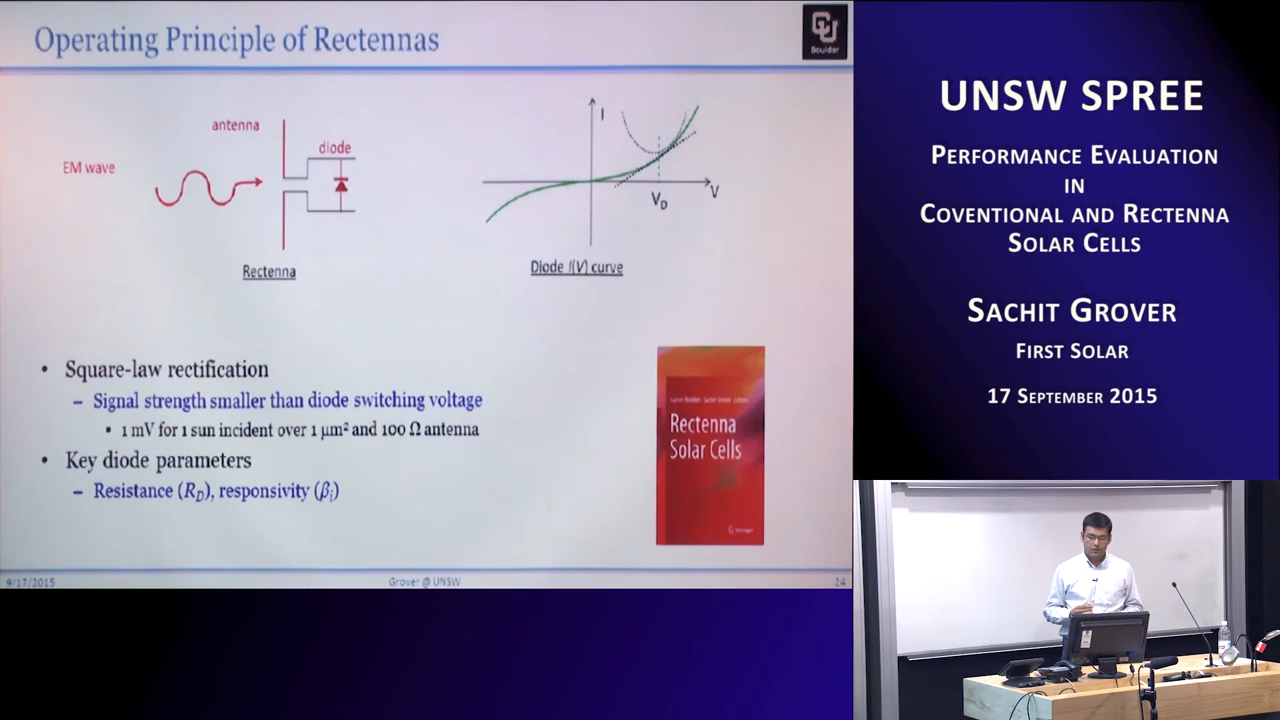 Operating Principle of Rectennas
Boulder
antenna
diode
EM wave
Rectenna
I
V
V_D
Diode I(V) curve
• Square-law rectification
– Signal strength smaller than diode switching voltage
• 1 mV for 1 sun incident over 1 μm² and 100 Ω antenna
• Key diode parameters
– Resistance (R_D), responsivity (β_i)
Rectenna
Solar Cells
Springer
9/17/2015
Grover @ UNSW
24
UNSW SPREE
PERFORMANCE EVALUATION
IN
COVENTIONAL AND RECTENNA
SOLAR CELLS
SACHIT GROVER
FIRST SOLAR
17 SEPTEMBER 2015